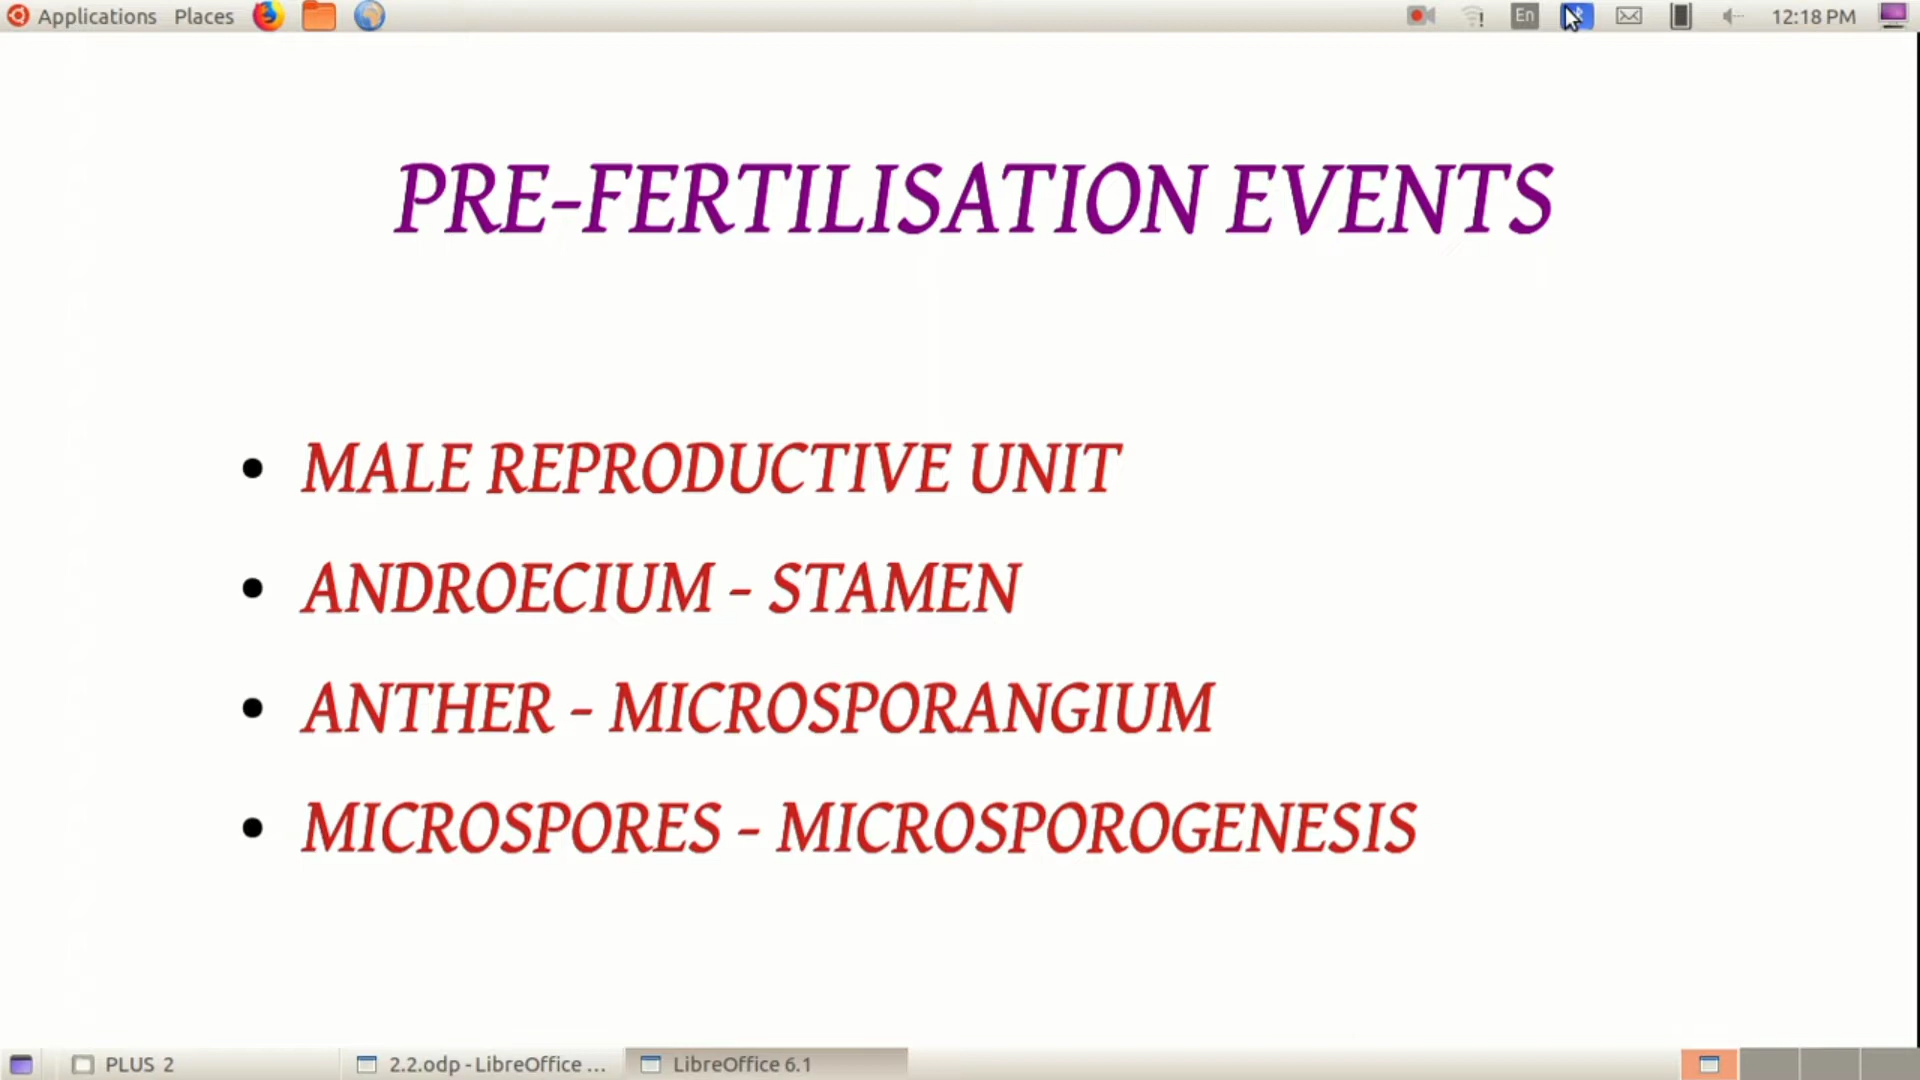 Applications Places En 12:18 PM
PRE-FERTILISATION EVENTS
• MALE REPRODUCTIVE UNIT
• ANDROECIUM - STAMEN
• ANTHER - MICROSPORANGIUM
• MICROSPORES - MICROSPOROGENESIS
PLUS 2 2.2.odp - LibreOffice ... LibreOffice 6.1